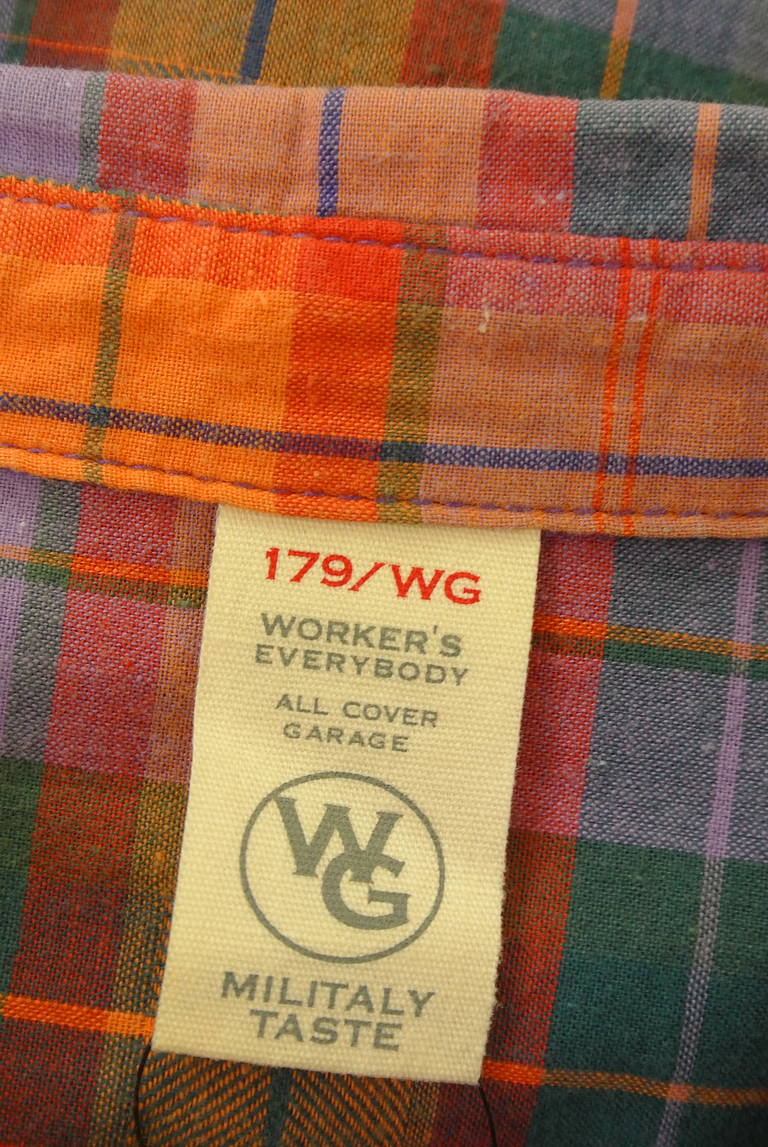 179/WG
WORKER'S
EVERYBODY
ALL COVER
GARAGE
WG
MILITALY
TASTE